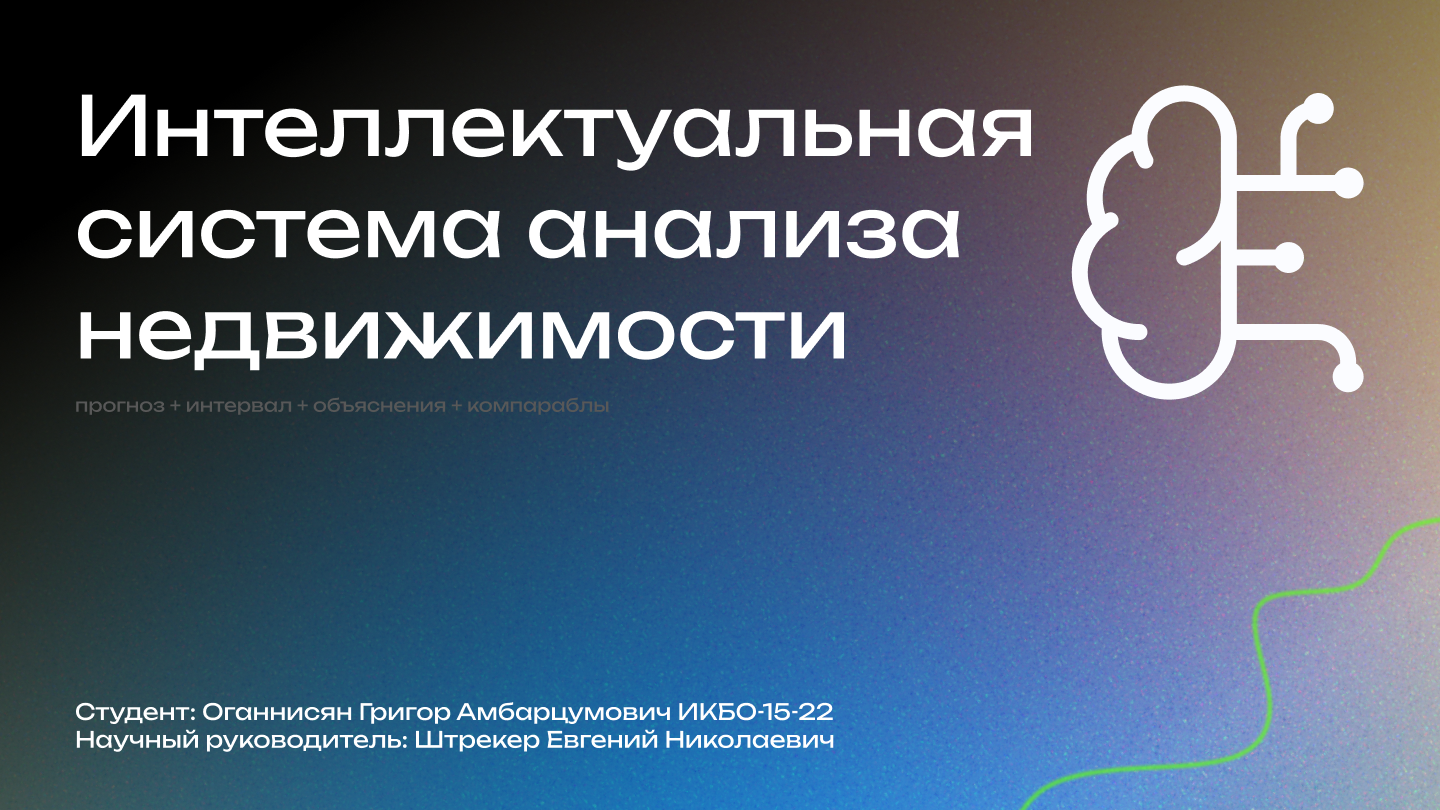 Интеллектуальная
система анализа
недвижимости
прогноз + интервал + объяснения + компараблы
Студент: Оганнисян Григор Амбарцумович ИКБО-15-22
Научный руководитель: Штрекер Евгений Николаевич